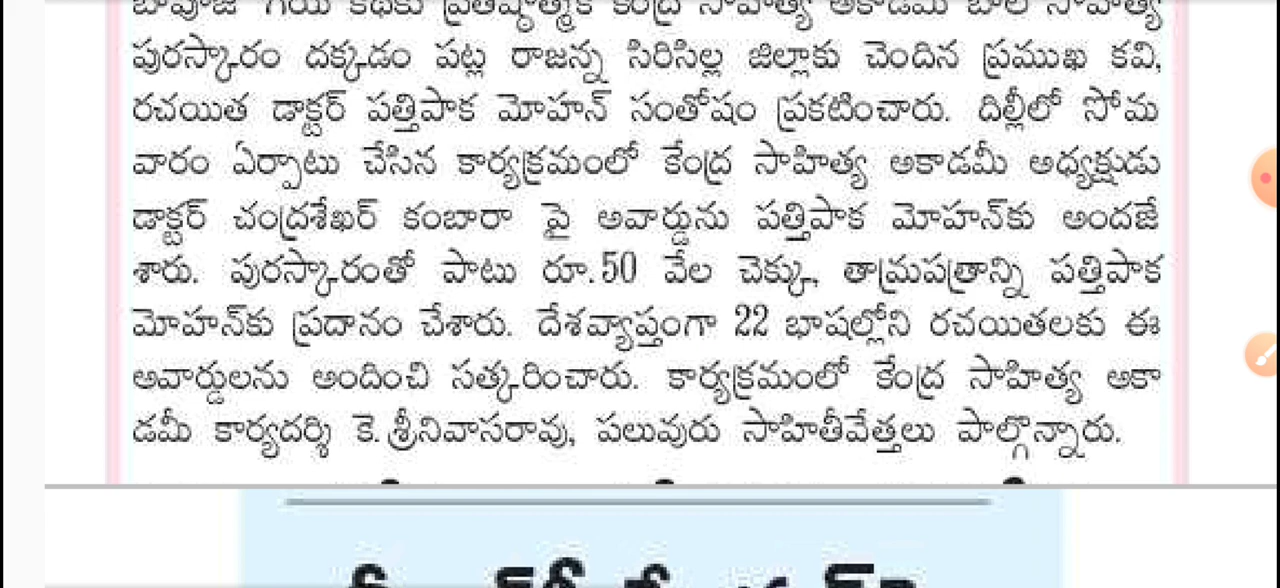 పురస్కారం దక్కడం పట్ల రాజన్న సిరిసిల్ల జిల్లాకు చెందిన ప్రముఖ కవి,
రచయిత డాక్టర్ పత్తిపాక మోహన్ సంతోషం ప్రకటించారు. దిల్లీలో సోమ
వారం ఏర్పాటు చేసిన కార్యక్రమంలో కేంద్ర సాహిత్య అకాడమీ అధ్యక్షుడు
డాక్టర్ చంద్రశేఖర్ కంబారా పై అవార్డును పత్తిపాక మోహన్‌కు అందజే
శారు. పురస్కారంతో పాటు రూ.50 వేల చెక్కు, తామ్రపత్రాన్ని పత్తిపాక
మోహన్‌కు ప్రదానం చేశారు. దేశవ్యాప్తంగా 22 భాషల్లోని రచయితలకు ఈ
అవార్డులను అందించి సత్కరించారు. కార్యక్రమంలో కేంద్ర సాహిత్య అకా
డమీ కార్యదర్శి కె.శ్రీనివాసరావు, పలువురు సాహితీవేత్తలు పాల్గొన్నారు.